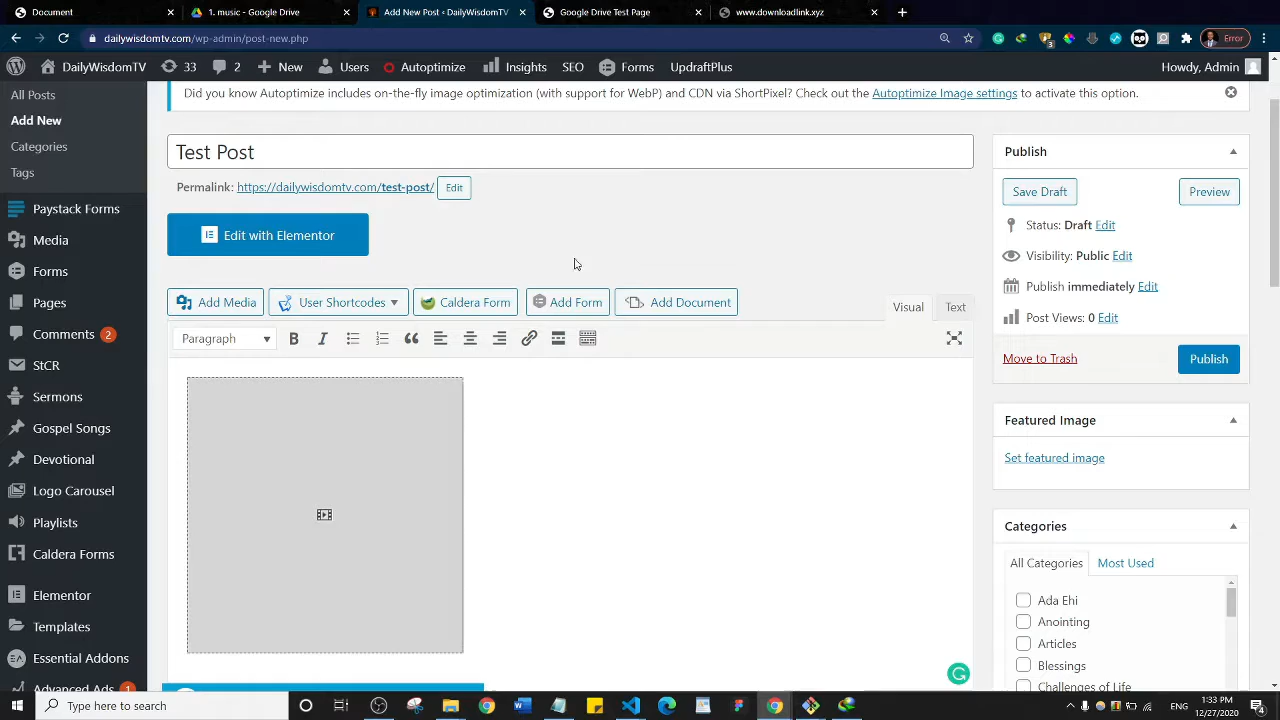 Document
1. music - Google Drive
Add New Post ‹ DailyWisdomTV
Google Drive Test Page
www.downloadlink.xyz
dailywisdomtv.com/wp-admin/post-new.php
Error
DailyWisdomTV
33
2
New
Users
Autoptimize
Insights
SEO
Forms
UpdraftPlus
Howdy, Admin
All Posts
Add New
Categories
Tags
Paystack Forms
Media
Forms
Pages
Comments 2
StCR
Sermons
Gospel Songs
Devotional
Logo Carousel
Playlists
Caldera Forms
Elementor
Templates
Essential Addons
Advanced Ads 1
Did you know Autoptimize includes on-the-fly image optimization (with support for WebP) and CDN via ShortPixel? Check out the Autoptimize Image settings to activate this option.
Test Post
Permalink: https://dailywisdomtv.com/test-post/ Edit
Edit with Elementor
Add Media
User Shortcodes
Caldera Form
Add Form
Add Document
Visual
Text
Paragraph
Publish
Save Draft
Preview
Status: Draft Edit
Visibility: Public Edit
Publish immediately Edit
Post Views: 0 Edit
Move to Trash
Publish
Featured Image
Set featured image
Categories
All Categories
Most Used
Ada Ehi
Anointing
Articles
Blessings
Challenges of Life
Type here to search
ENG
1:33 PM
12/27/2020